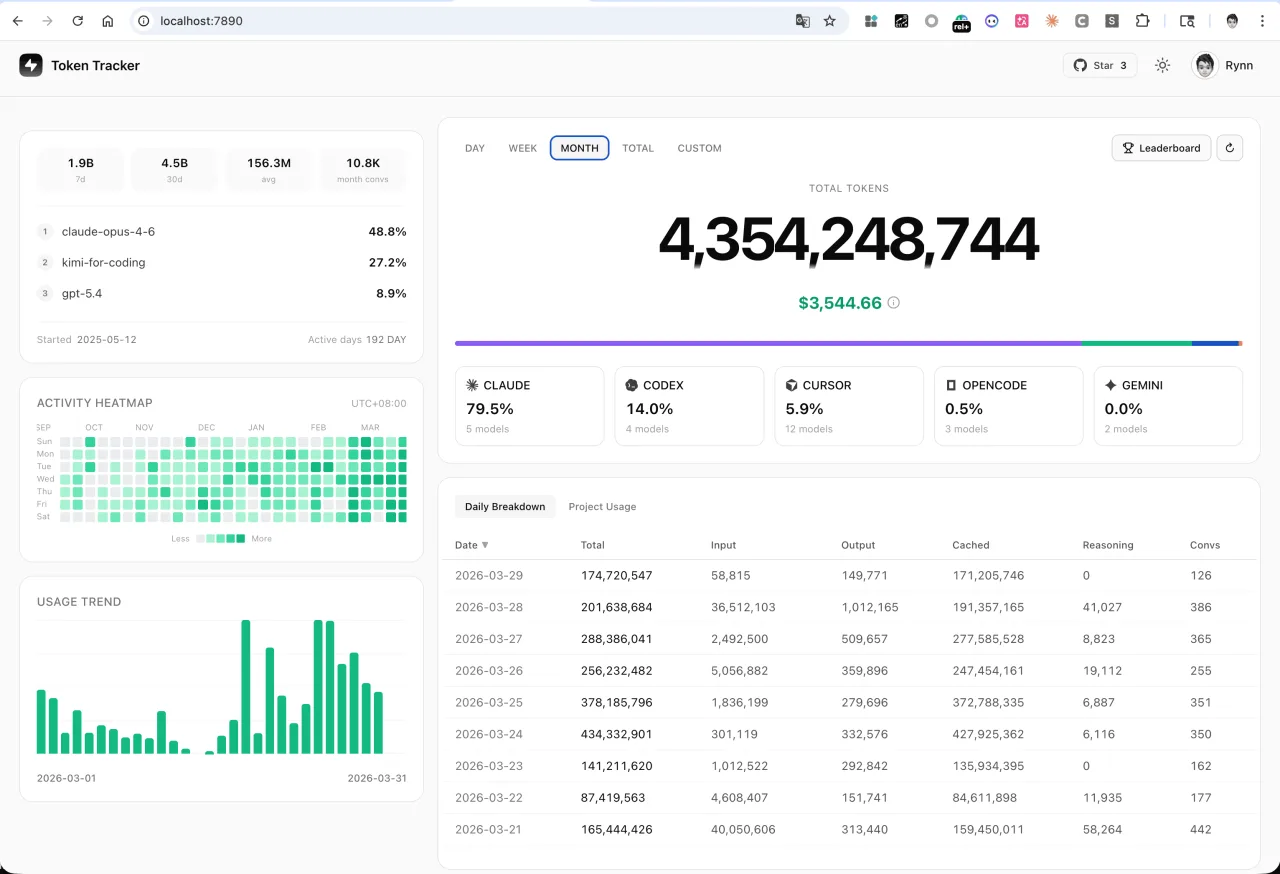 localhost:7890
rel+
C
S
Token Tracker
Star 3
Rynn
1.9B
7d
4.5B
30d
156.3M
avg
10.8K
month convs
1 claude-opus-4-6 48.8%
2 kimi-for-coding 27.2%
3 gpt-5.4 8.9%
Started 2025-05-12 Active days 192 DAY
ACTIVITY HEATMAP UTC+08:00
SEP OCT NOV DEC JAN FEB MAR
Sun
Mon
Tue
Wed
Thu
Fri
Sat
Less More
USAGE TREND
2026-03-01 2026-03-31
DAY WEEK MONTH TOTAL CUSTOM
Leaderboard
TOTAL TOKENS
4,354,248,744
$3,544.66
CLAUDE
79.5%
5 models
CODEX
14.0%
4 models
CURSOR
5.9%
12 models
OPENCODE
0.5%
3 models
GEMINI
0.0%
2 models
Daily Breakdown Project Usage
Date ▼ Total Input Output Cached Reasoning Convs
2026-03-29 174,720,547 58,815 149,771 171,205,746 0 126
2026-03-28 201,638,684 36,512,103 1,012,165 191,357,165 41,027 386
2026-03-27 288,386,041 2,492,500 509,657 277,585,528 8,823 365
2026-03-26 256,232,482 5,056,882 359,896 247,454,161 19,112 255
2026-03-25 378,185,796 1,836,199 279,696 372,788,335 6,887 351
2026-03-24 434,332,901 301,119 332,576 427,925,362 6,116 350
2026-03-23 141,211,620 1,012,522 292,842 135,934,395 0 162
2026-03-22 87,419,563 4,608,407 151,741 84,611,898 11,935 177
2026-03-21 165,444,426 40,050,606 313,440 159,450,011 58,264 442